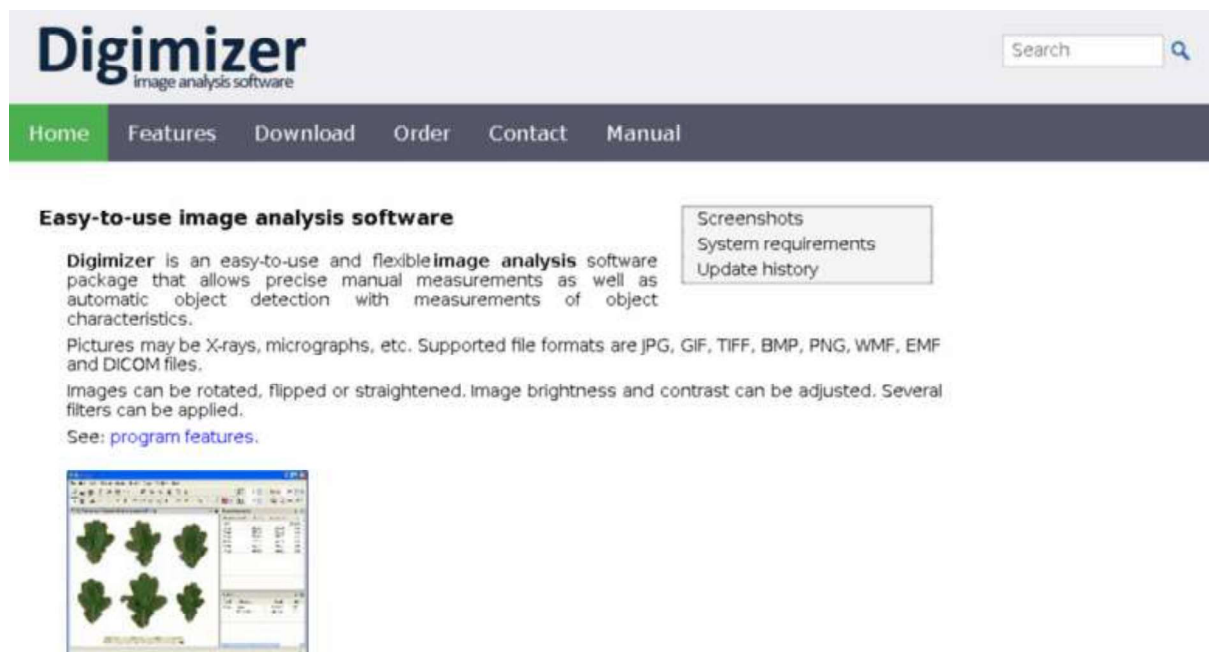 Digimizer
image analysis software
Search
Home Features Download Order Contact Manual
Easy-to-use image analysis software
Screenshots
System requirements
Update history
Digimizer is an easy-to-use and flexible image analysis software
package that allows precise manual measurements as well as
automatic object detection with measurements of object
characteristics.
Pictures may be X-rays, micrographs, etc. Supported file formats are JPG, GIF, TIFF, BMP, PNG, WMF, EMF
and DICOM files.
Images can be rotated, flipped or straightened. Image brightness and contrast can be adjusted. Several
filters can be applied.
See: program features.